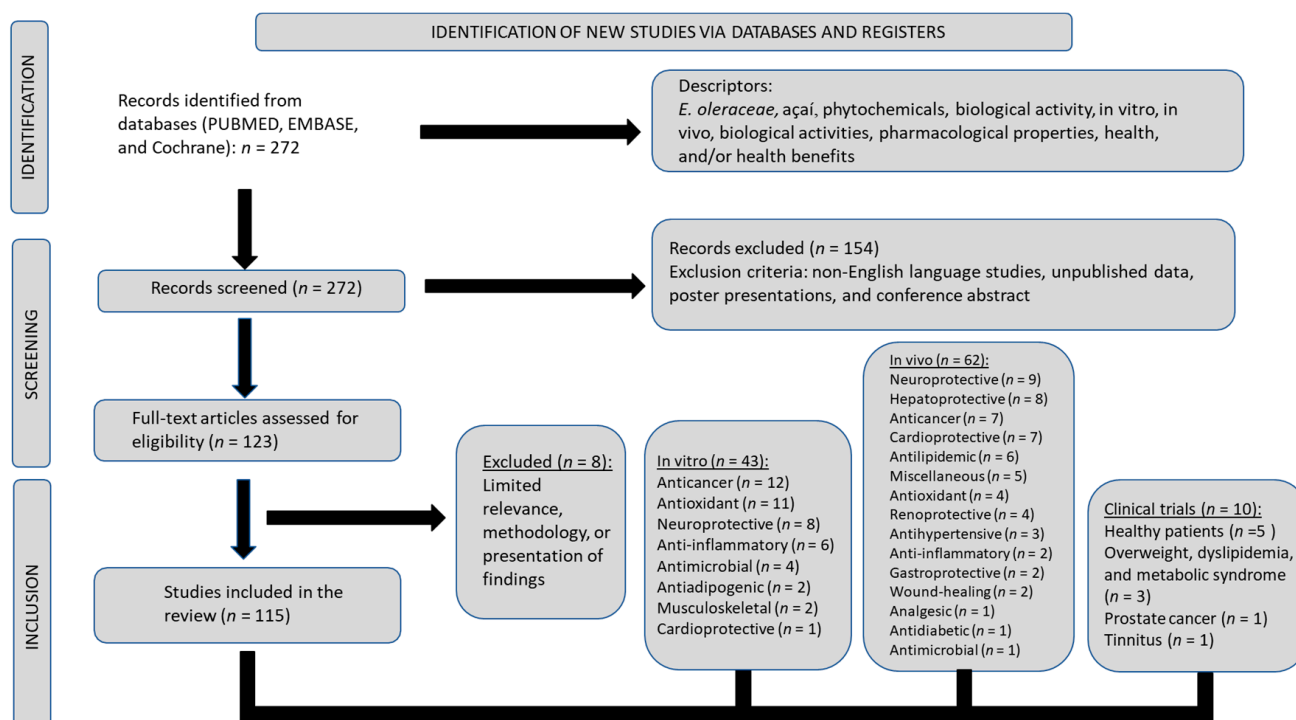 IDENTIFICATION OF NEW STUDIES VIA DATABASES AND REGISTERS
IDENTIFICATION
Records identified from
databases (PUBMED, EMBASE,
and Cochrane): n = 272
Descriptors:
E. oleraceae, açaí, phytochemicals, biological activity, in vitro, in
vivo, biological activities, pharmacological properties, health,
and/or health benefits
SCREENING
Records screened (n = 272)
Records excluded (n = 154)
Exclusion criteria: non-English language studies, unpublished data,
poster presentations, and conference abstract
Full-text articles assessed for
eligibility (n = 123)
INCLUSION
Excluded (n = 8):
Limited
relevance,
methodology, or
presentation of
findings
Studies included in the
review (n = 115)
In vitro (n = 43):
Anticancer (n = 12)
Antioxidant (n = 11)
Neuroprotective (n = 8)
Anti-inflammatory (n = 6)
Antimicrobial (n = 4)
Antiadipogenic (n = 2)
Musculoskeletal (n = 2)
Cardioprotective (n = 1)
In vivo (n = 62):
Neuroprotective (n = 9)
Hepatoprotective (n = 8)
Anticancer (n = 7)
Cardioprotective (n = 7)
Antilipidemic (n = 6)
Miscellaneous (n = 5)
Antioxidant (n = 4)
Renoprotective (n = 4)
Antihypertensive (n = 3)
Anti-inflammatory (n = 2)
Gastroprotective (n = 2)
Wound-healing (n = 2)
Analgesic (n = 1)
Antidiabetic (n = 1)
Antimicrobial (n = 1)
Clinical trials (n = 10):
Healthy patients (n =5 )
Overweight, dyslipidemia,
and metabolic syndrome
(n = 3)
Prostate cancer (n = 1)
Tinnitus (n = 1)